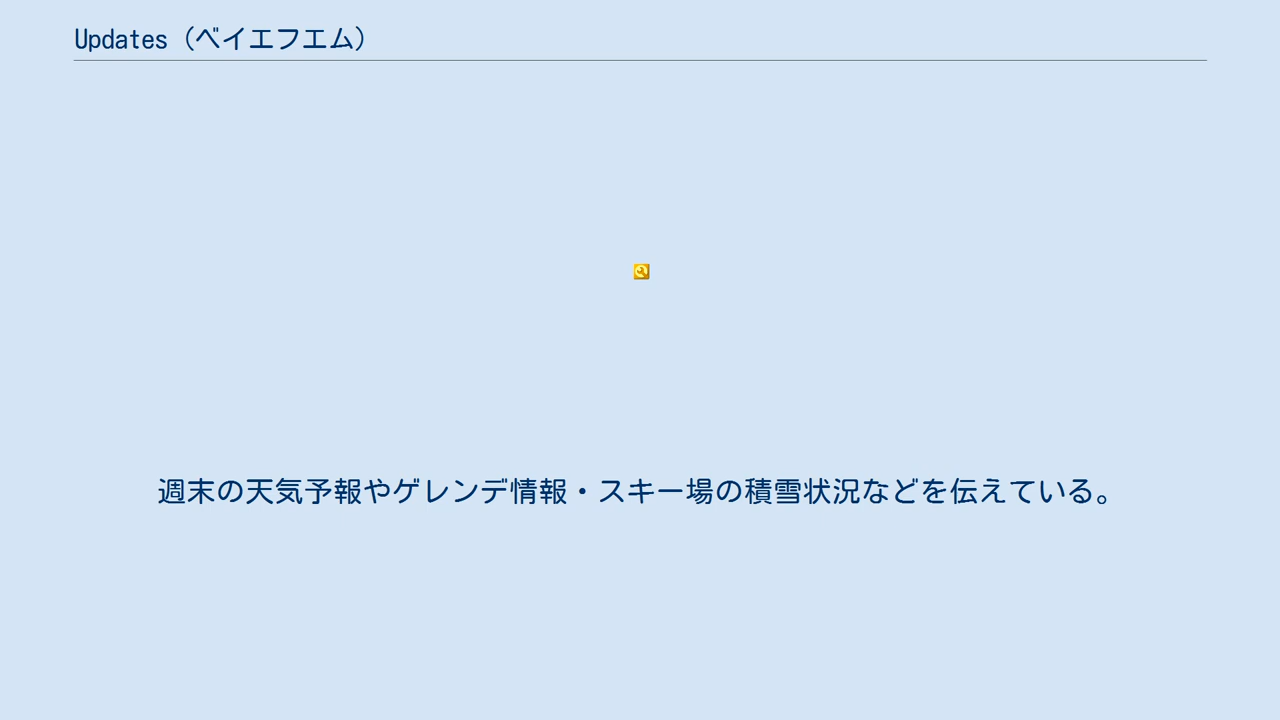 Updates（ベイエフエム）
週末の天気予報やゲレンデ情報・スキー場の積雪状況などを伝えている。